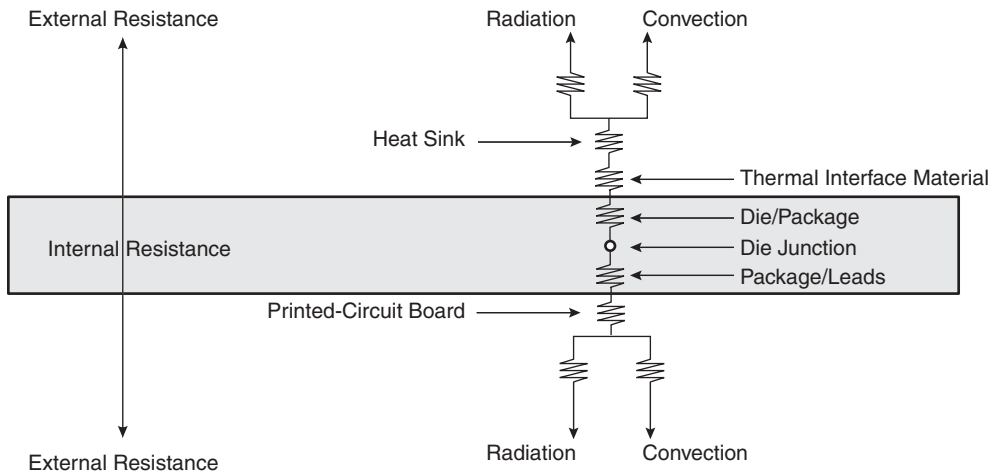 External Resistance
Radiation
Convection
Heat Sink
Thermal Interface Material
Die/Package
Internal Resistance
Die Junction
Package/Leads
Printed-Circuit Board
Radiation
Convection
External Resistance